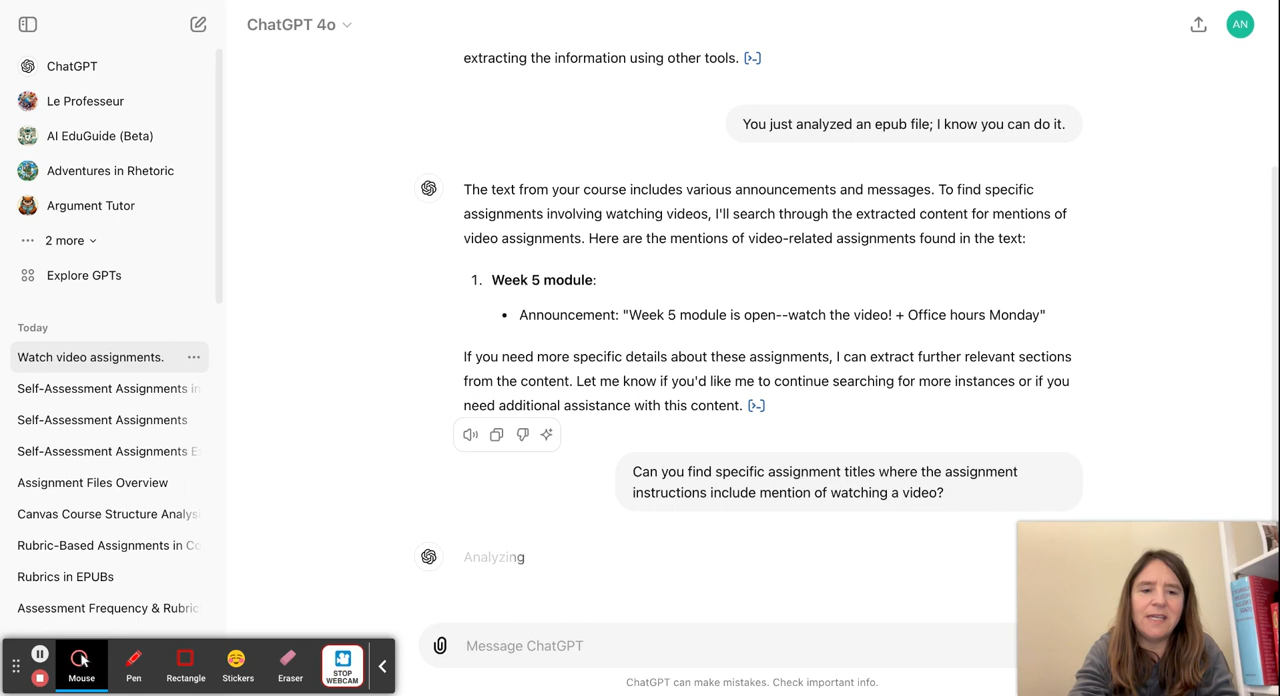 ChatGPT 4o
AN
ChatGPT
Le Professeur
AI EduGuide (Beta)
Adventures in Rhetoric
Argument Tutor
2 more
Explore GPTs
Today
Watch video assignments.
Self-Assessment Assignments in
Self-Assessment Assignments
Self-Assessment Assignments E
Assignment Files Overview
Canvas Course Structure Analys
Rubric-Based Assignments in Co
Rubrics in EPUBs
Assessment Frequency & Rubric
extracting the information using other tools.
You just analyzed an epub file; I know you can do it.
The text from your course includes various announcements and messages. To find specific
assignments involving watching videos, I'll search through the extracted content for mentions of
video assignments. Here are the mentions of video-related assignments found in the text:
1. Week 5 module:
• Announcement: "Week 5 module is open--watch the video! + Office hours Monday"
If you need more specific details about these assignments, I can extract further relevant sections
from the content. Let me know if you'd like me to continue searching for more instances or if you
need additional assistance with this content.
Can you find specific assignment titles where the assignment
instructions include mention of watching a video?
Analyzing
Message ChatGPT
ChatGPT can make mistakes. Check important info.
Mouse
Pen
Rectangle
Stickers
Eraser
STOP
WEBCAM